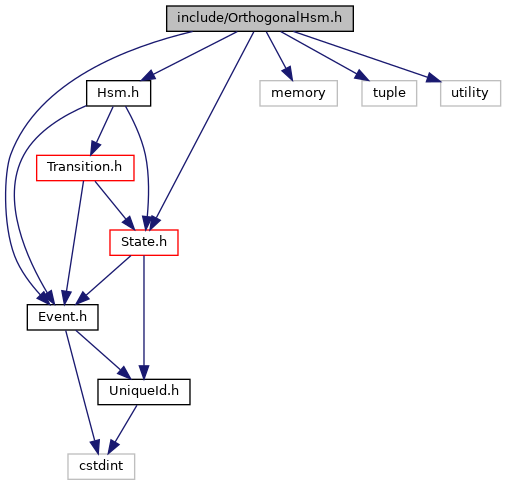 include/OrthogonalHsm.h
Hsm.h
memory
tuple
utility
Transition.h
State.h
Event.h
UniqueId.h
cstdint